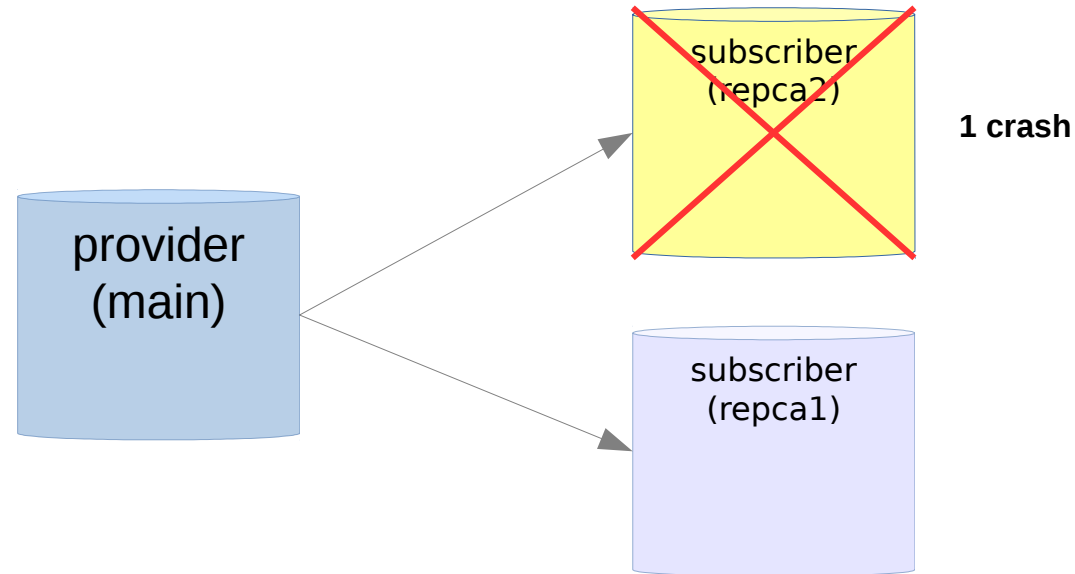 subscriber
(repca2)
1 crash
provider
(main)
subscriber
(repca1)